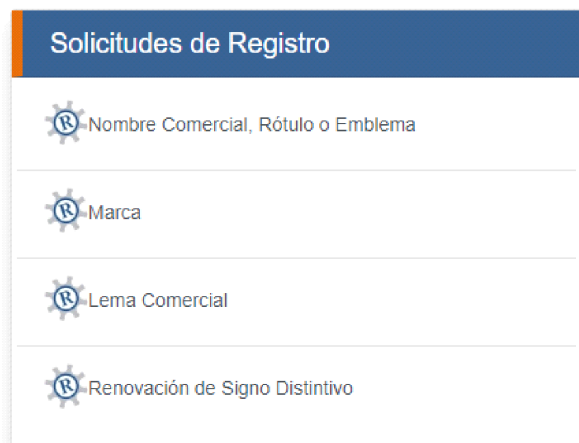 Solicitudes de Registro
R Nombre Comercial, Rótulo o Emblema
R Marca
R Lema Comercial
R Renovación de Signo Distintivo